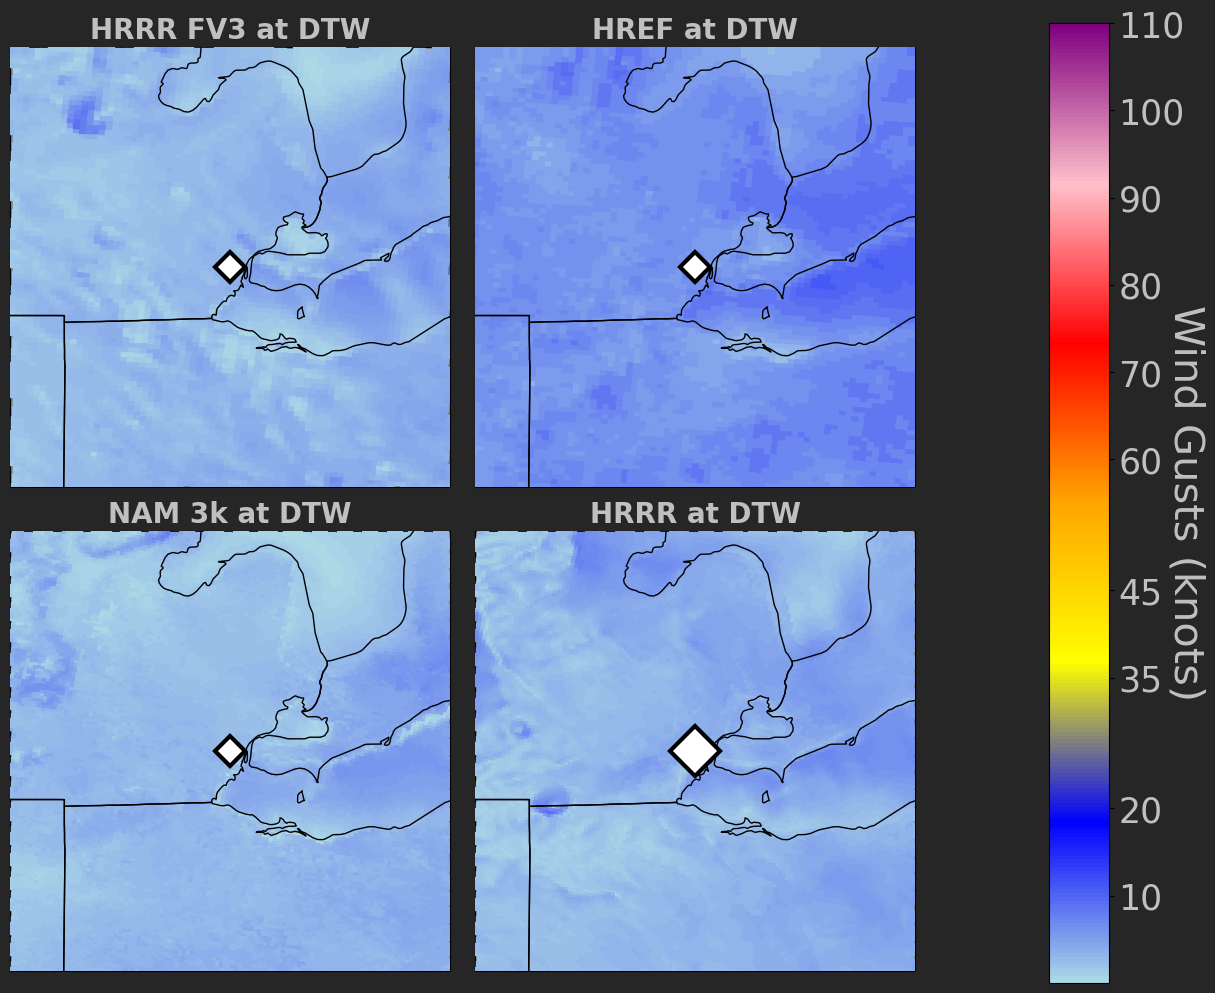 HRRR FV3 at DTW
HREF at DTW
NAM 3k at DTW
HRRR at DTW
110
100
90
80
70
60
45
35
20
10
Wind Gusts (knots)